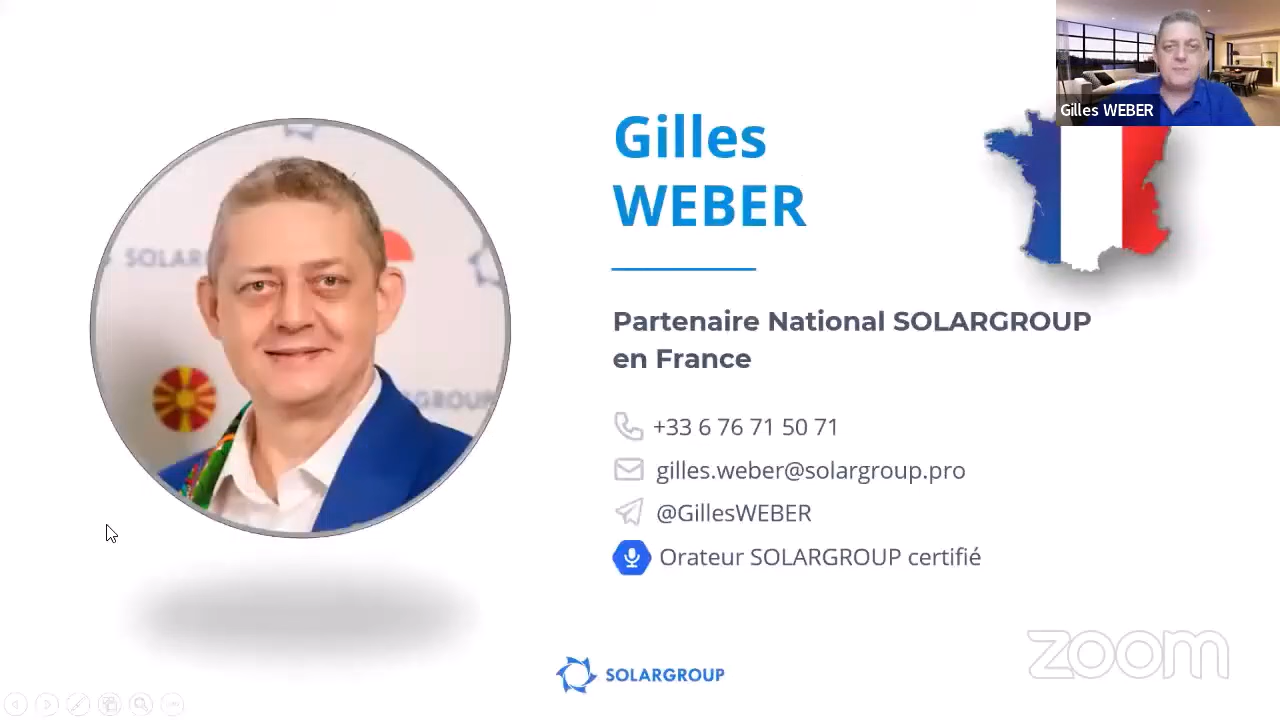 Gilles WEBER
Gilles
WEBER
Partenaire National SOLARGROUP
en France
+33 6 76 71 50 71
gilles.weber@solargroup.pro
@GillesWEBER
Orateur SOLARGROUP certifié
SOLARGROUP
zoom